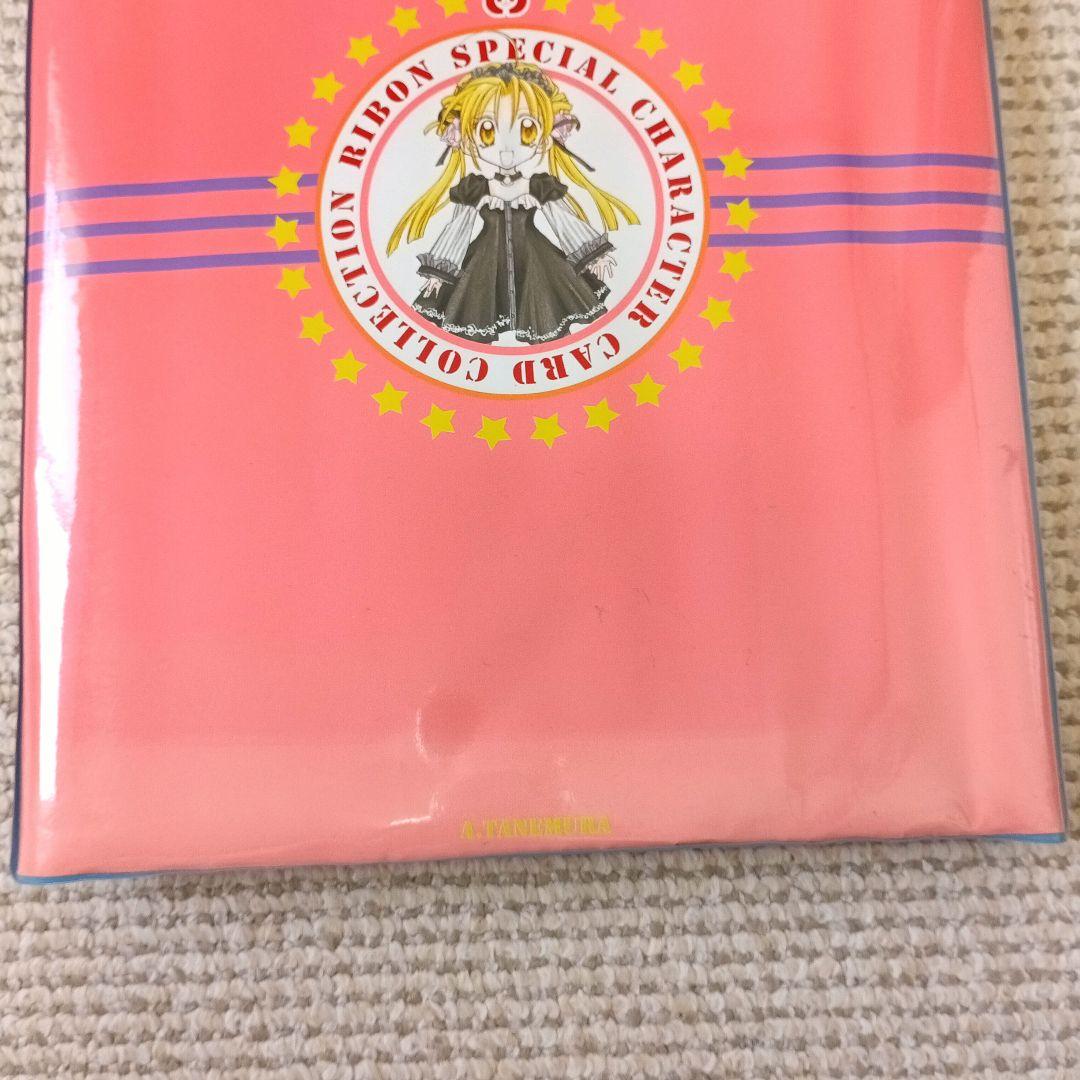 RIBON SPECIAL CHARACTER CARD COLLECTION
A.TANEMURA